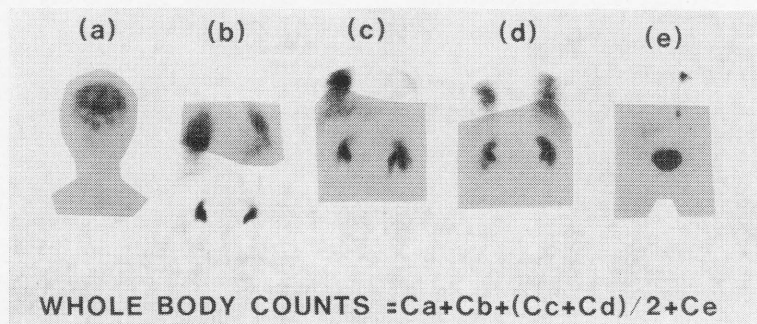 (a) (b) (c) (d) (e)
WHOLE BODY COUNTS =Ca+Cb+(Cc+Cd)/2+Ce